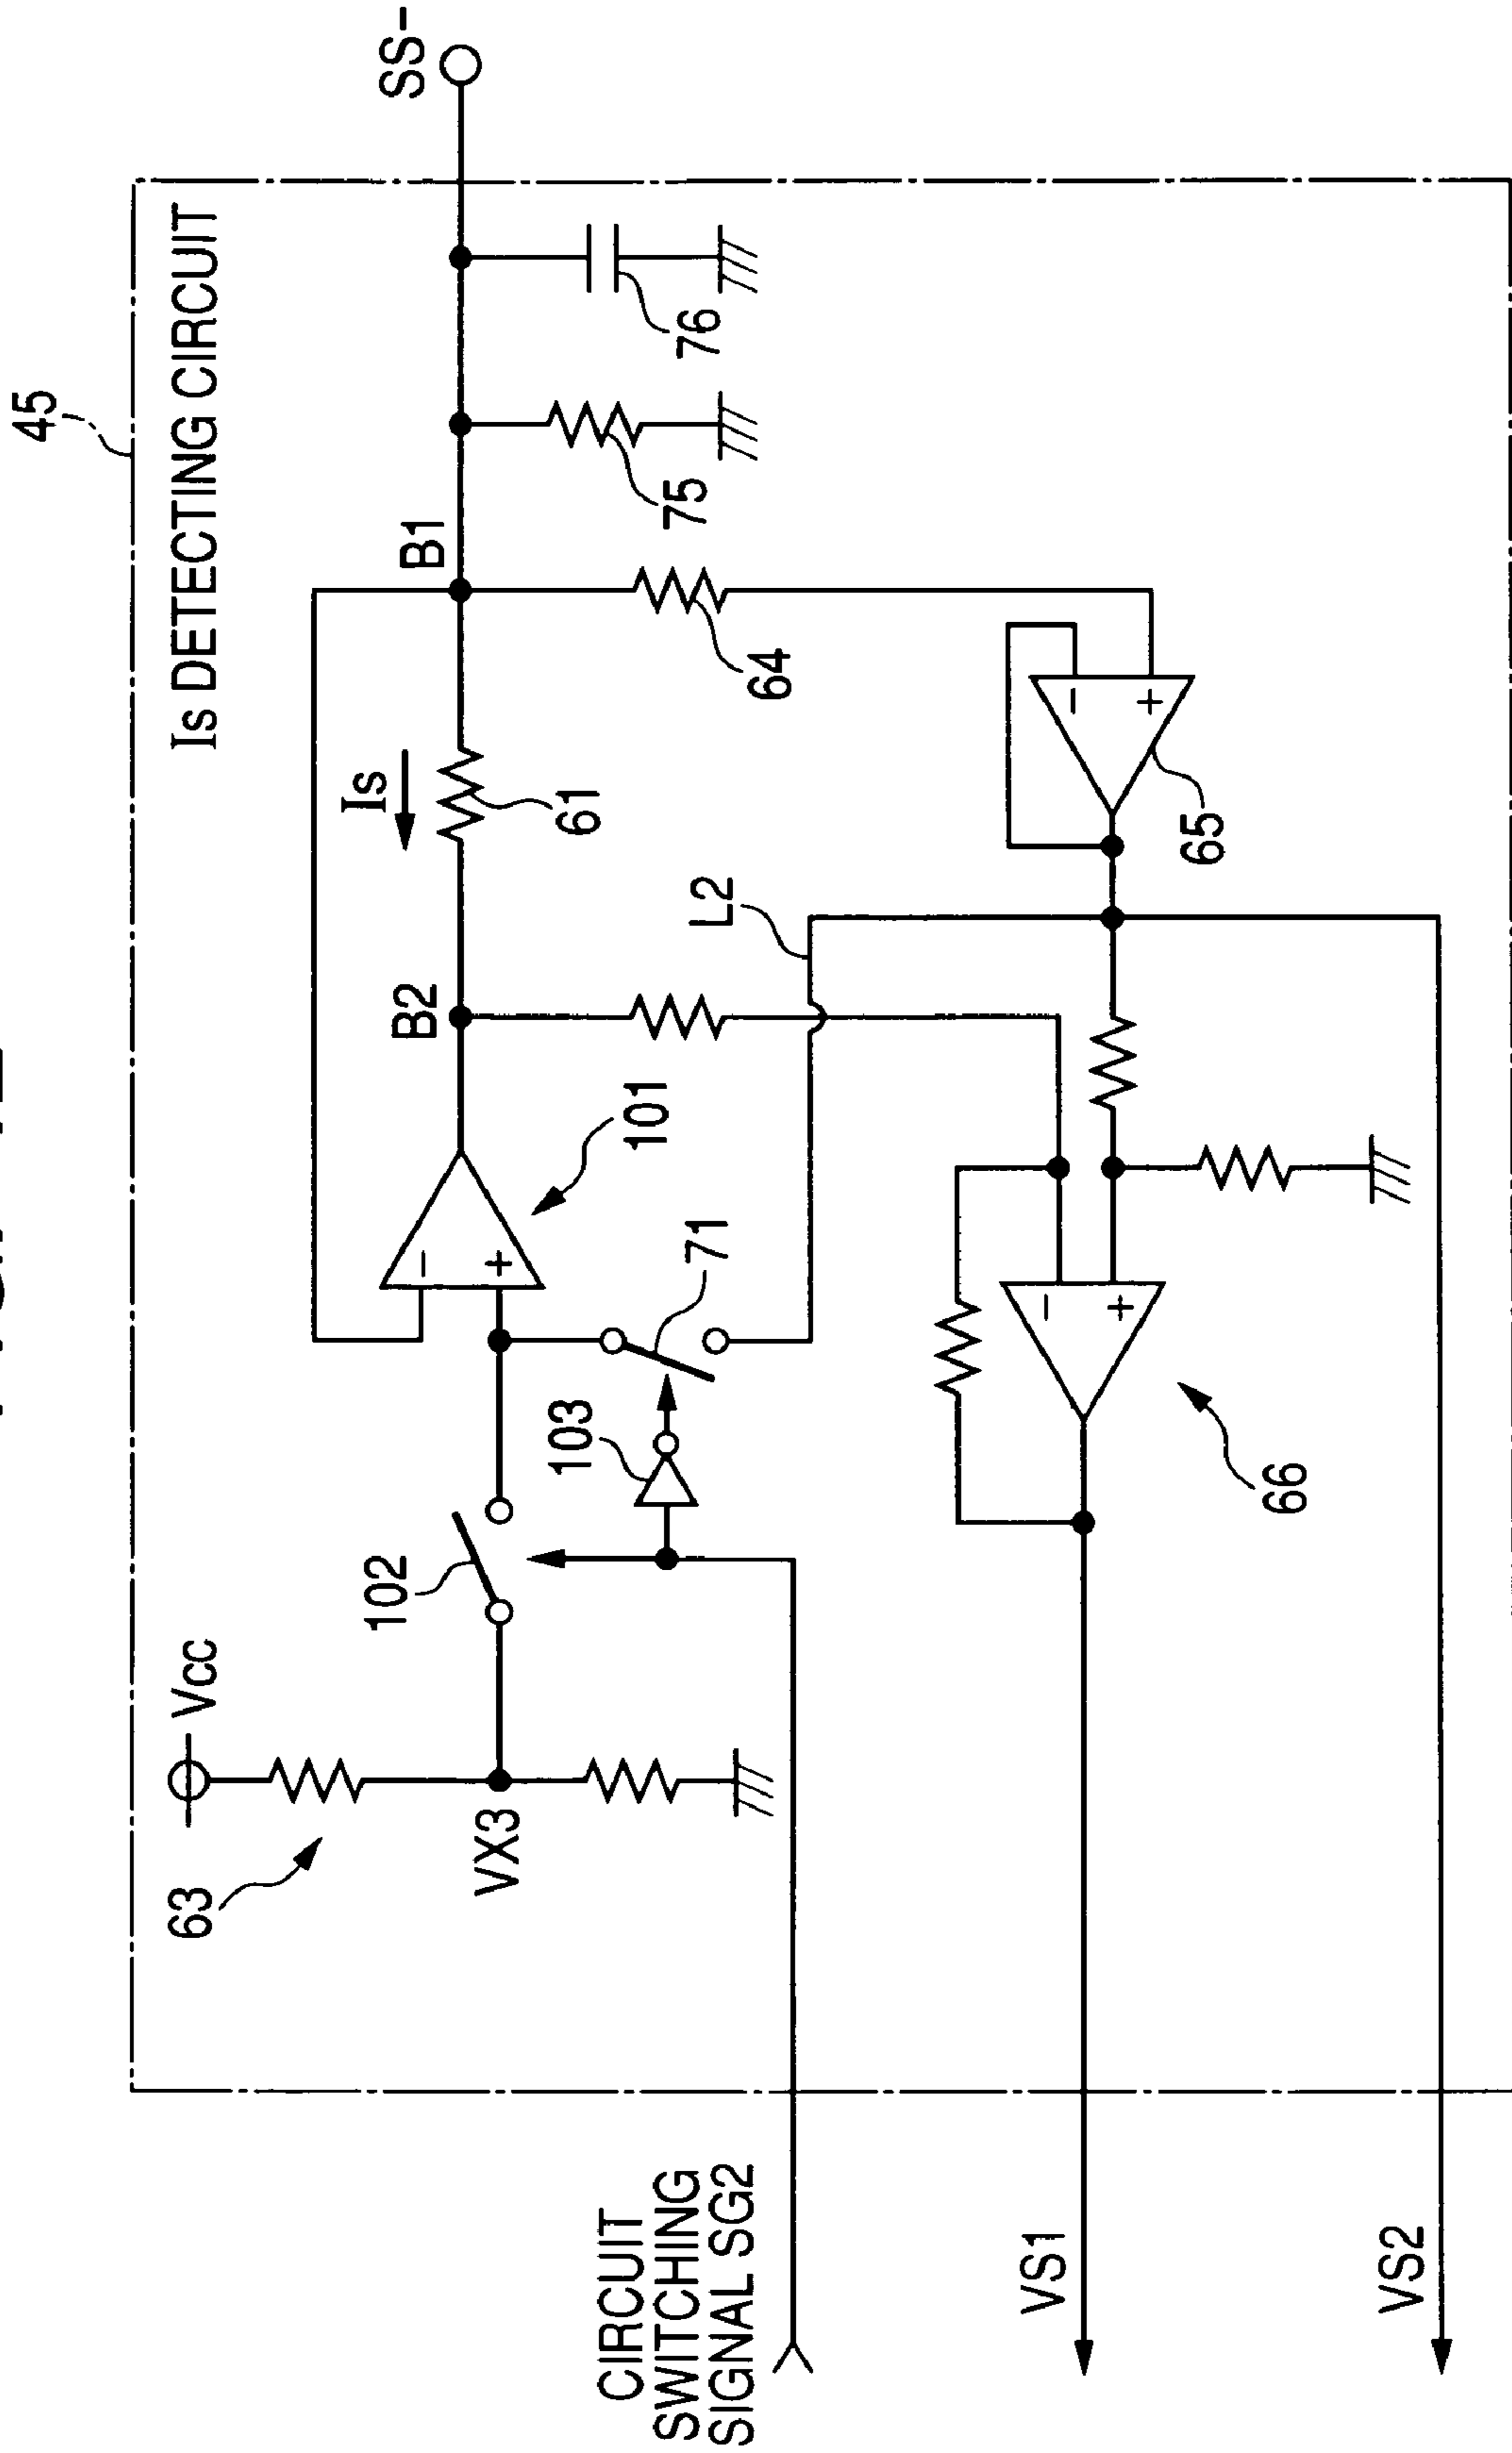 45
Is DETECTING CIRCUIT
SS-
63
Vcc
VX3
102
103
71
101
B2
Is
61
B1
L2
64
75
76
65
66
-
+
-
+
-
+
CIRCUIT
SWITCHING
SIGNAL SG2
VS1
VS2